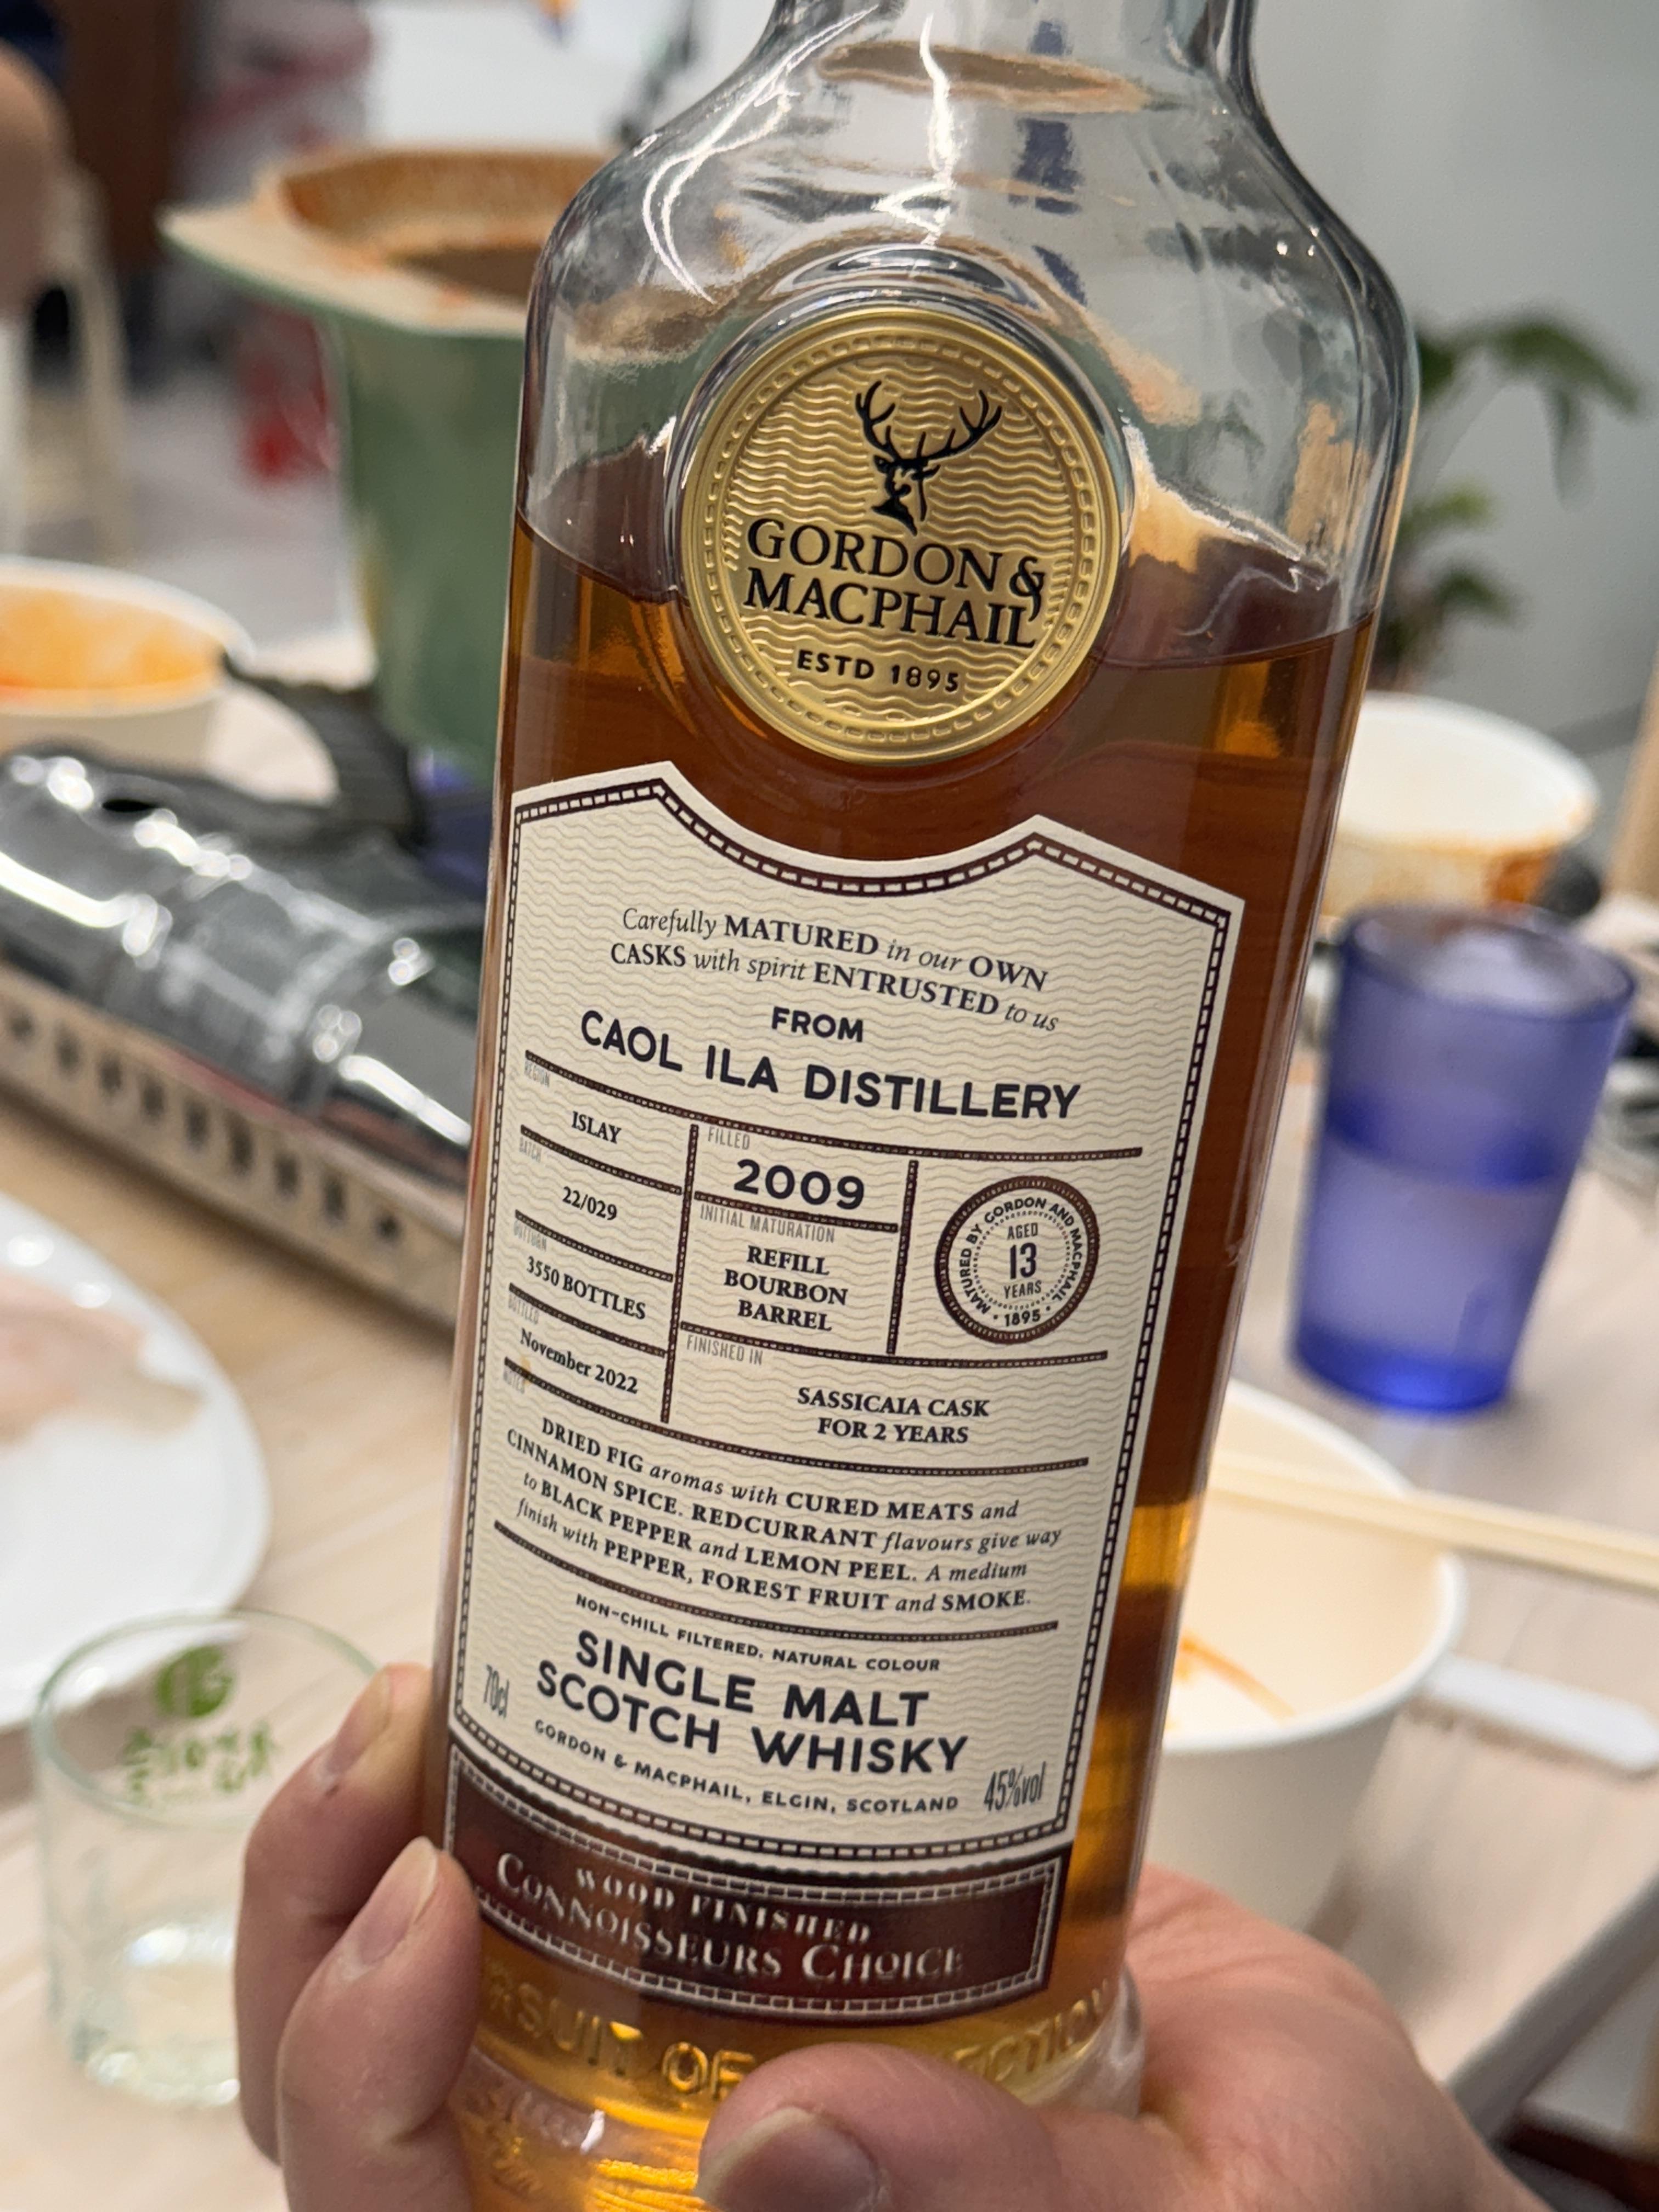 GORDON &
MACPHAIL
ESTD 1895
Carefully MATURED in our OWN
CASKS with spirit ENTRUSTED to us
FROM
CAOL ILA DISTILLERY
REGION
ISLAY
BATCH
22/029
3550 BOTTLES
BOTTLED
November 2022
FILLED
2009
INITIAL MATURATION
REFILL
BOURBON
BARREL
MATURED BY GORDON AND MACPHAIL
AGED
13
YEARS
• 1895 •
FINISHED IN
SASSICAIA CASK
FOR 2 YEARS
NOTES
DRIED FIG aromas with CURED MEATS and
CINNAMON SPICE. REDCURRANT flavours give way
to BLACK PEPPER and LEMON PEEL. A medium
finish with PEPPER, FOREST FRUIT and SMOKE.
NON-CHILL FILTERED, NATURAL COLOUR
SINGLE MALT
SCOTCH WHISKY
70cl
GORDON & MACPHAIL, ELGIN, SCOTLAND
45%vol
WOOD FINISHED
CONNOISSEURS CHOICE
OF